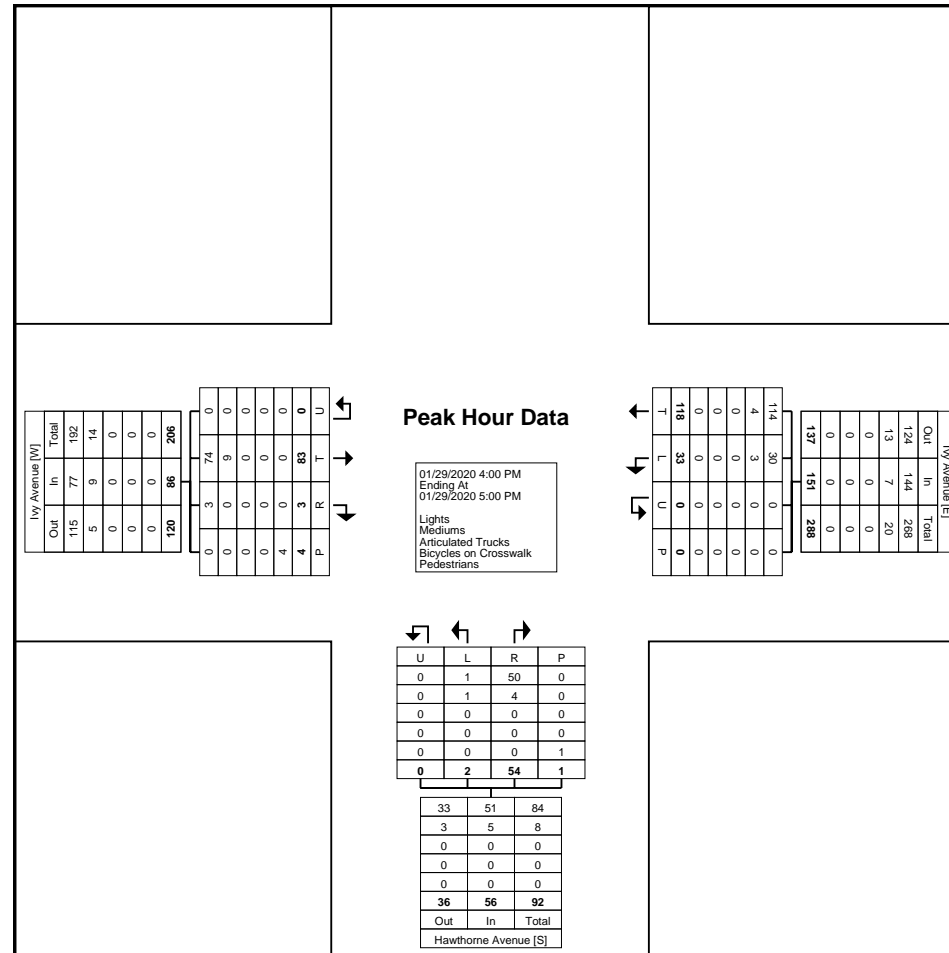 Peak Hour Data
01/29/2020 4:00 PM
Ending At
01/29/2020 5:00 PM
Lights
Mediums
Articulated Trucks
Bicycles on Crosswalk
Pedestrians
Ivy Avenue [W]
Total In Out
192 77 115
14 9 5
0 0 0
0 0 0
0 0 0
206 86 120
0 74 3 0
0 9 0 0
0 0 0 0
0 0 0 0
0 0 0 4
0 83 3 4
U T R P
Ivy Avenue [E]
Out In Total
124 144 268
13 7 20
0 0 0
0 0 0
0 0 0
137 151 288
114 30 0 0
4 3 0 0
0 0 0 0
0 0 0 0
0 0 0 0
118 33 0 0
T L U P
U L R P
0 1 50 0
0 1 4 0
0 0 0 0
0 0 0 0
0 0 0 1
0 2 54 1
33 51 84
3 5 8
0 0 0
0 0 0
0 0 0
36 56 92
Out In Total
Hawthorne Avenue [S]